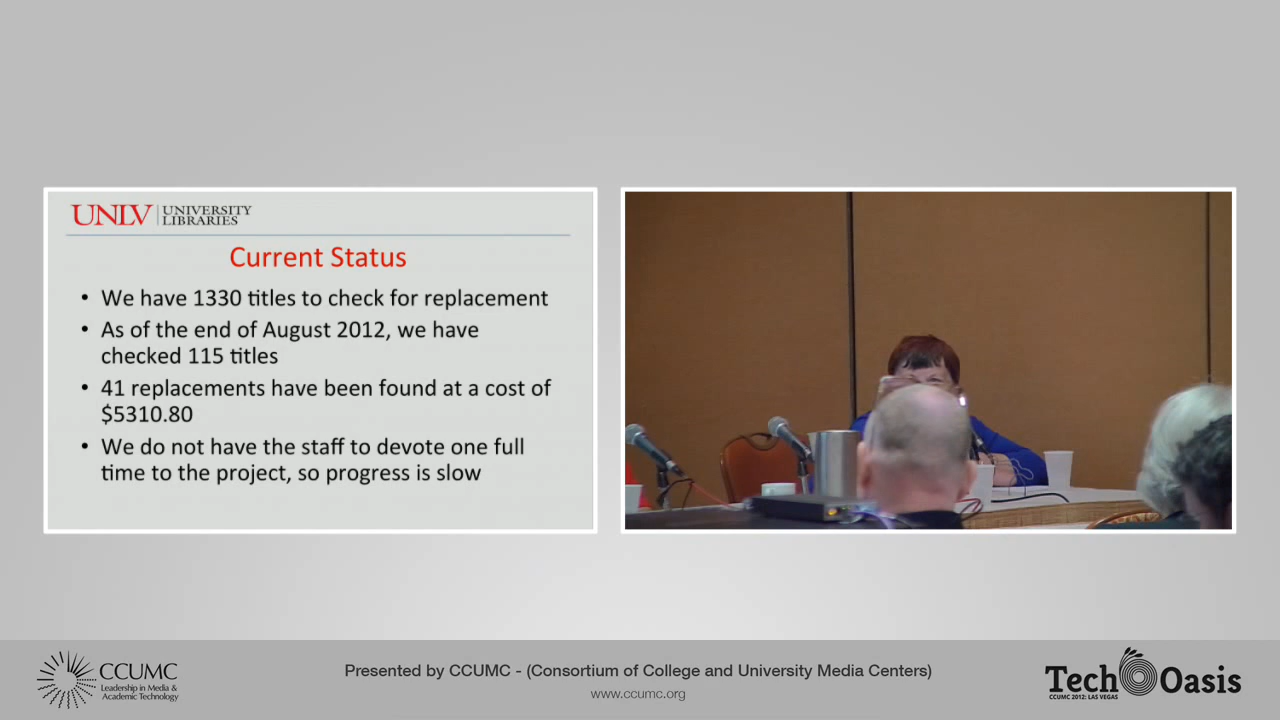 UNLV UNIVERSITY
LIBRARIES
Current Status
• We have 1330 titles to check for replacement
• As of the end of August 2012, we have
checked 115 titles
• 41 replacements have been found at a cost of
$5310.80
• We do not have the staff to devote one full
time to the project, so progress is slow
CCUMC
Leadership in Media &
Academic Technology
Presented by CCUMC - (Consortium of College and University Media Centers)
www.ccumc.org
Tech Oasis
CCUMC 2012: LAS VEGAS